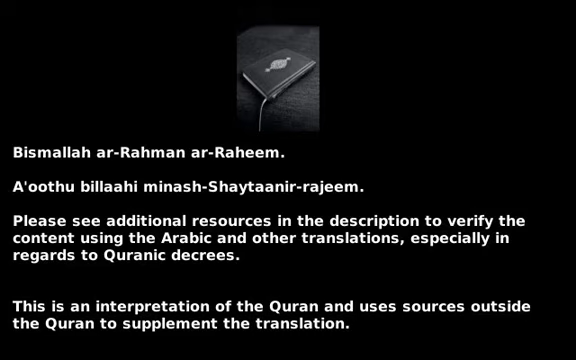 Bismallah ar-Rahman ar-Raheem.
A'oothu billaahi minash-Shaytaanir-rajeem.
Please see additional resources in the description to verify the
content using the Arabic and other translations, especially in
regards to Quranic decrees.
This is an interpretation of the Quran and uses sources outside
the Quran to supplement the translation.